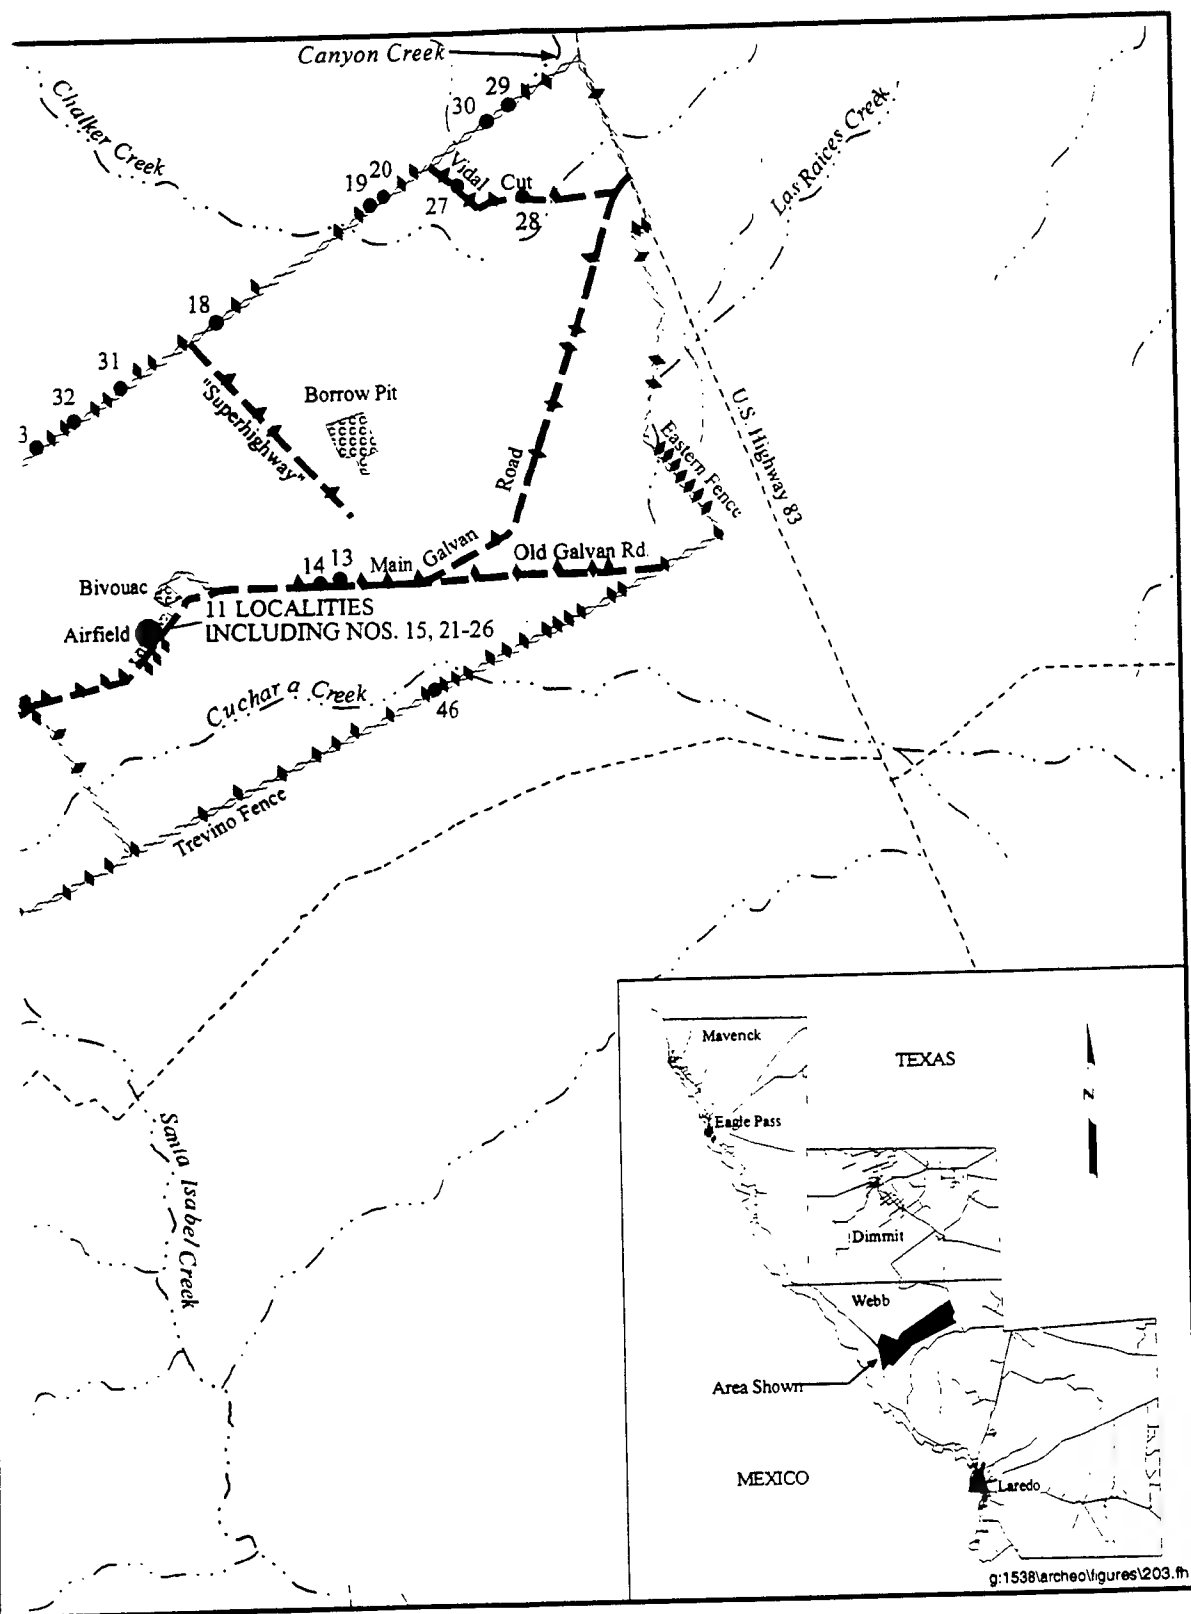 Canyon Creek
Chalker Creek
29
30
Las Raices Creek
Vidal Cut
19 20
27
28
18
31
32
3
"Superhighway"
Borrow Pit
U.S. Highway 83
Eastern Fence
Road
Galvan
Main
14 13
Old Galvan Rd.
Bivouac
Airfield
11 LOCALITIES
INCLUDING NOS. 15, 21-26
Cuchara Creek
46
Trevino Fence
Santa Isabel Creek
Mavenck
TEXAS
N
Eagle Pass
Dimmit
Webb
Area Shown
MEXICO
Laredo
g:1538\archeo\figures\203.fh